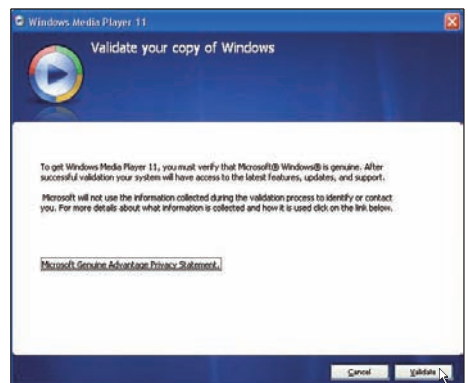 Windows Media Player 11
Validate your copy of Windows
To get Windows Media Player 11, you must verify that Microsoft® Windows® is genuine. After
successful validation your system will have access to the latest features, updates, and support.
Microsoft will not use the information collected during the validation process to identify or contact
you. For more details about what information is collected and how it is used click on the link below.
Microsoft Genuine Advantage Privacy Statement.
Cancel Validate